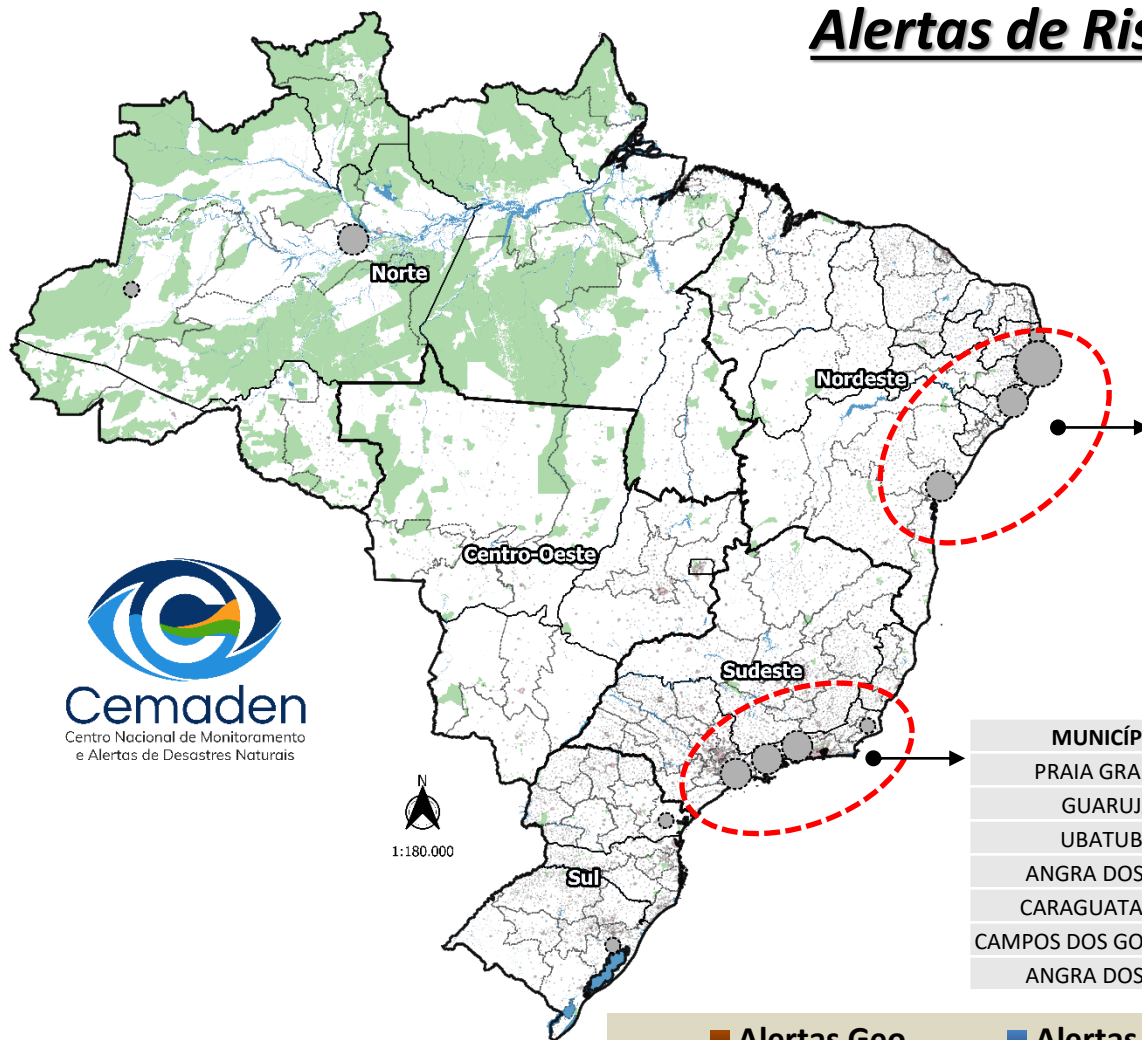 Alertas de Ris
Norte
Nordeste
Centro-Oeste
Sudeste
Sul
Cemaden
Centro Nacional de Monitoramento
e Alertas de Desastres Naturais
N
1:180.000
MUNICÍP
PRAIA GRA
GUARUJ
UBATUB
ANGRA DOS
CARAGUATA
CAMPOS DOS GO
ANGRA DOS
Alertas Geo
Alertas